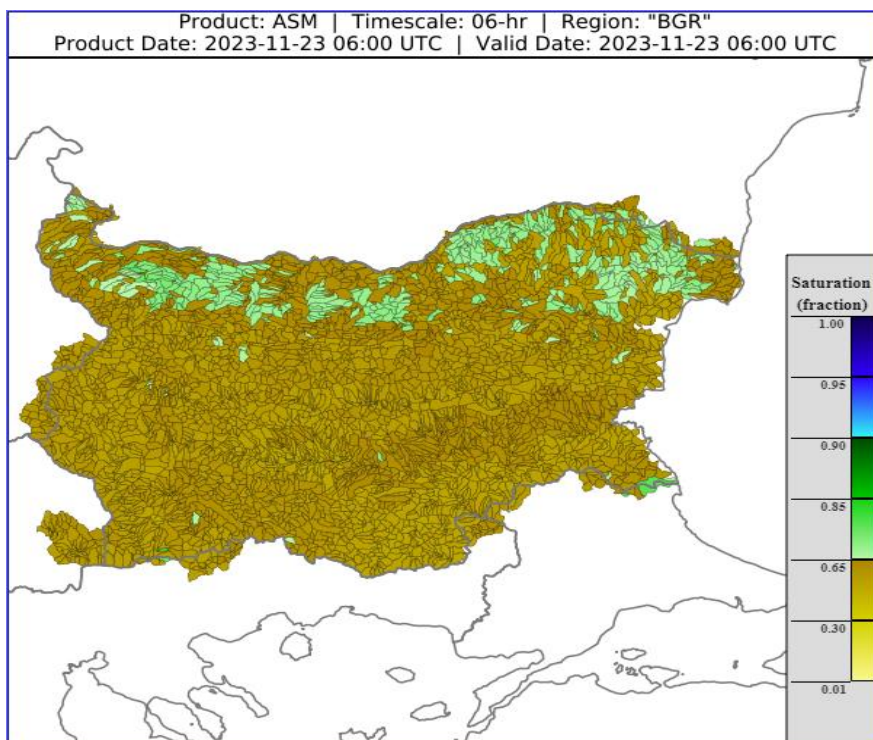 Product: ASM | Timescale: 06-hr | Region: "BGR"
Product Date: 2023-11-23 06:00 UTC | Valid Date: 2023-11-23 06:00 UTC
Saturation
(fraction)
1.00
0.95
0.90
0.85
0.65
0.30
0.01